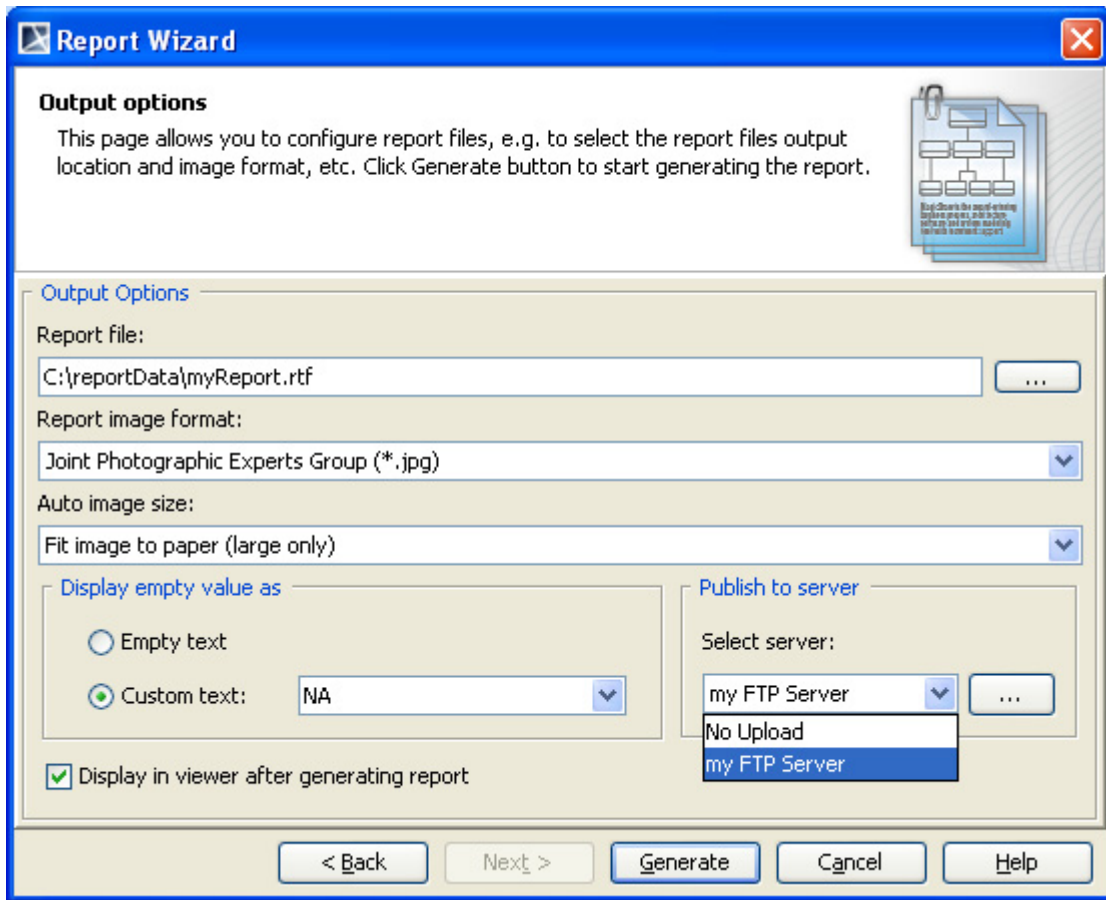 Report Wizard
Output options
This page allows you to configure report files, e.g. to select the report files output
location and image format, etc. Click Generate button to start generating the report.
Output Options
Report file:
C:\reportData\myReport.rtf
...
Report image format:
Joint Photographic Experts Group (*.jpg)
Auto image size:
Fit image to paper (large only)
Display empty value as
Empty text
Custom text:
NA
Publish to server
Select server:
my FTP Server
...
No Upload
my FTP Server
Display in viewer after generating report
< Back
Next >
Generate
Cancel
Help